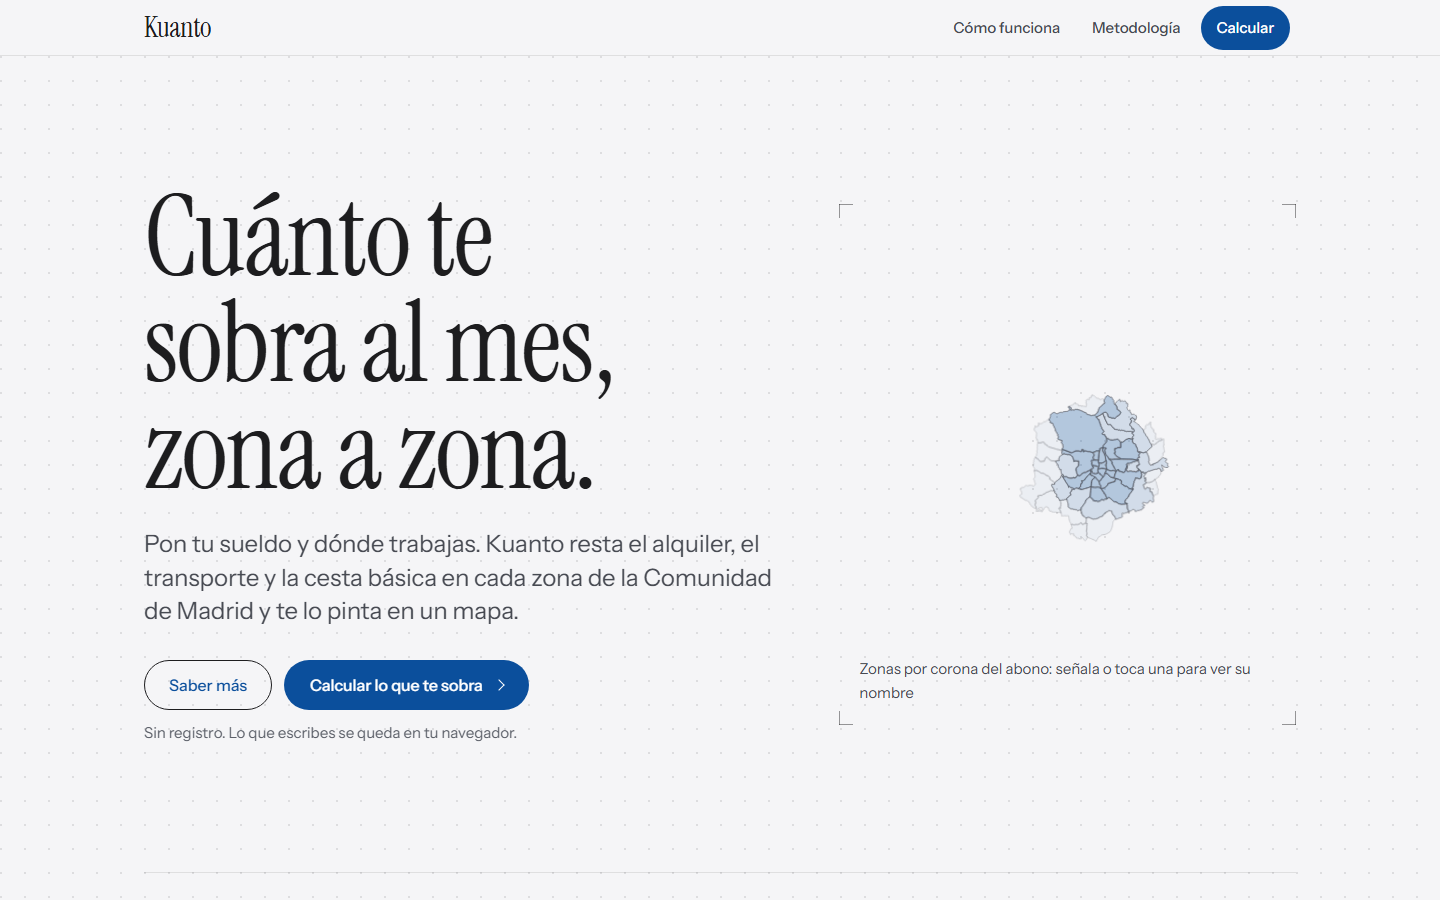 Kuanto
Cómo funciona
Metodología
Calcular
Cuánto te
sobra al mes,
zona a zona.
Pon tu sueldo y dónde trabajas. Kuanto resta el alquiler, el
transporte y la cesta básica en cada zona de la Comunidad
de Madrid y te lo pinta en un mapa.
Saber más
Calcular lo que te sobra
Sin registro. Lo que escribes se queda en tu navegador.
Zonas por corona del abono: señala o toca una para ver su
nombre